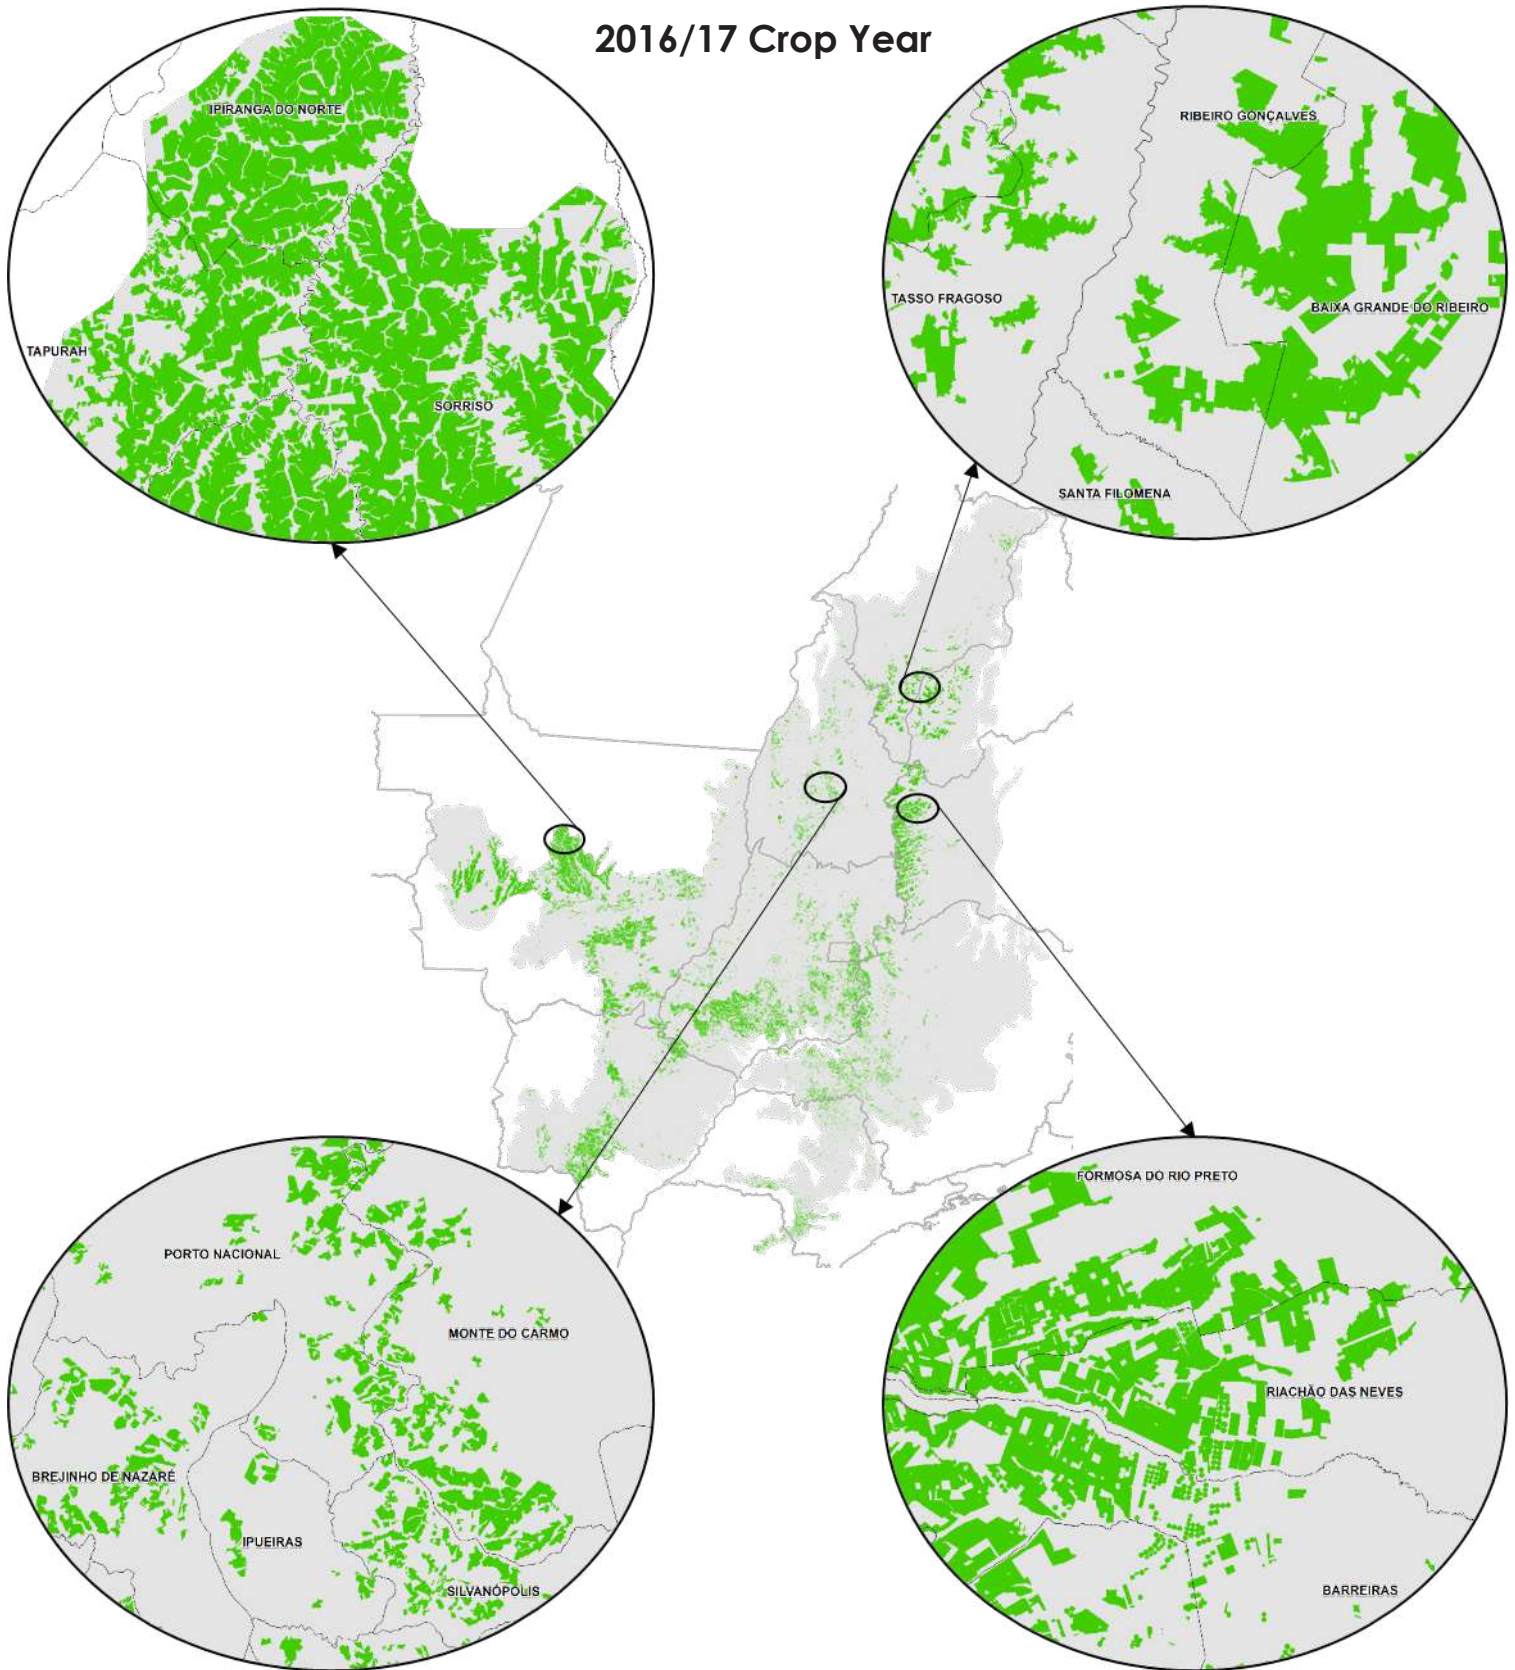 2016/17 Crop Year
IPIRANGA DO NORTE
TAPURAH
SORRISO
RIBEIRO GONÇALVES
TASSO FRAGOSO
BAIXA GRANDE DO RIBEIRO
SANTA FILOMENA
PORTO NACIONAL
MONTE DO CARMO
BREJINHO DE NAZARÉ
IPUEIRAS
SILVANÓPOLIS
FORMOSA DO RIO PRETO
RIACHÃO DAS NEVES
BARREIRAS